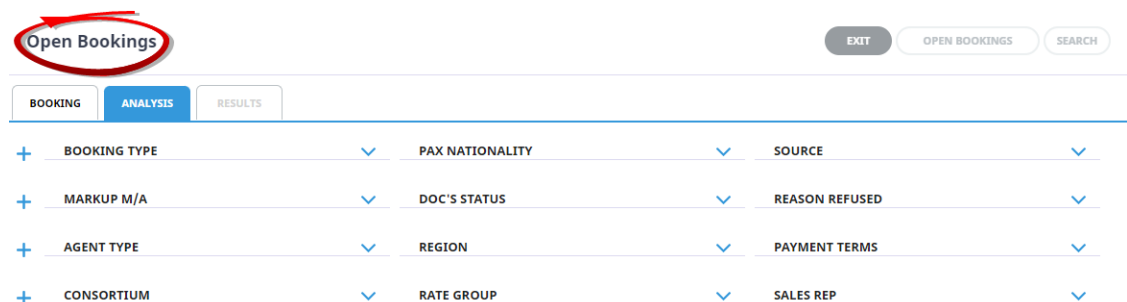 Open Bookings
EXIT OPEN BOOKINGS SEARCH
BOOKING ANALYSIS RESULTS
BOOKING TYPE PAX NATIONALITY SOURCE
MARKUP M/A DOC'S STATUS REASON REFUSED
AGENT TYPE REGION PAYMENT TERMS
CONSORTIUM RATE GROUP SALES REP